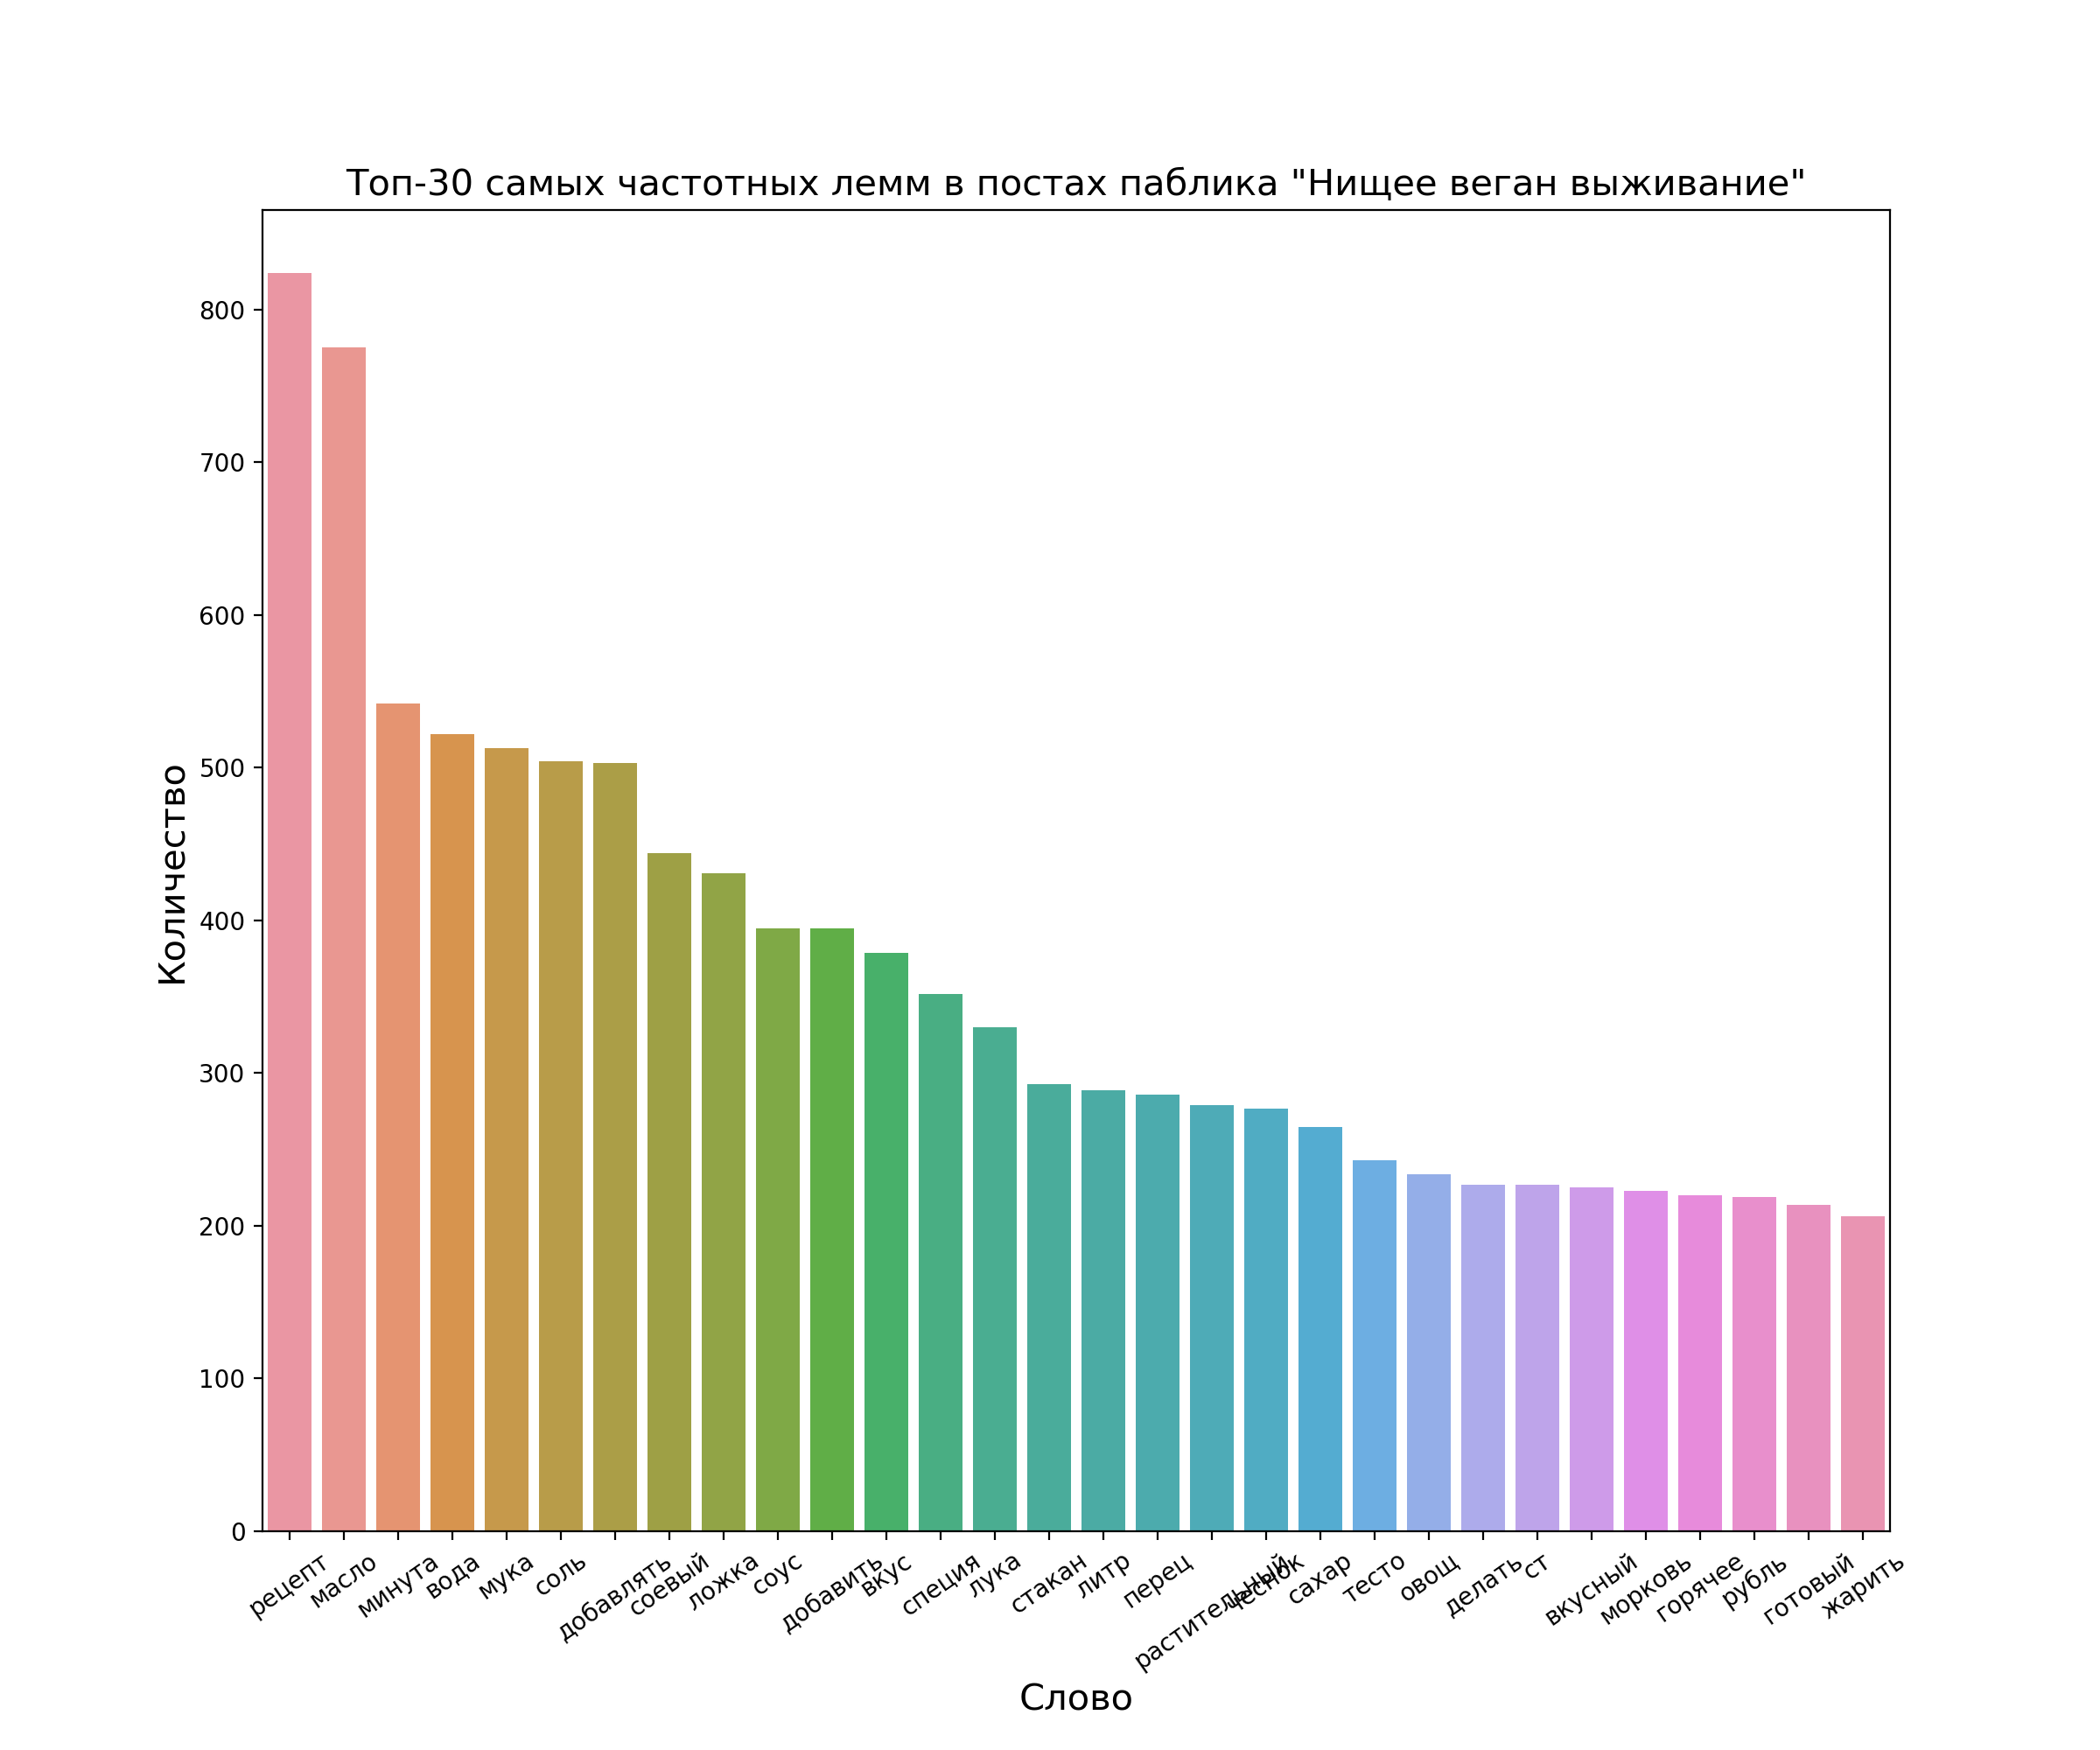 Топ-30 самых частотных лемм в постах паблика "Нищее веган выживание"
Количество
800
700
600
500
400
300
200
100
0
рецепт
масло
минута
вода
мука
соль
добавлять
соевый
ложка
соус
добавить
вкус
специя
лука
стакан
литр
перец
растительный
чеснок
сахар
тесто
овощ
делать
ст
вкусный
морковь
горячее
рубль
готовый
жарить
Слово